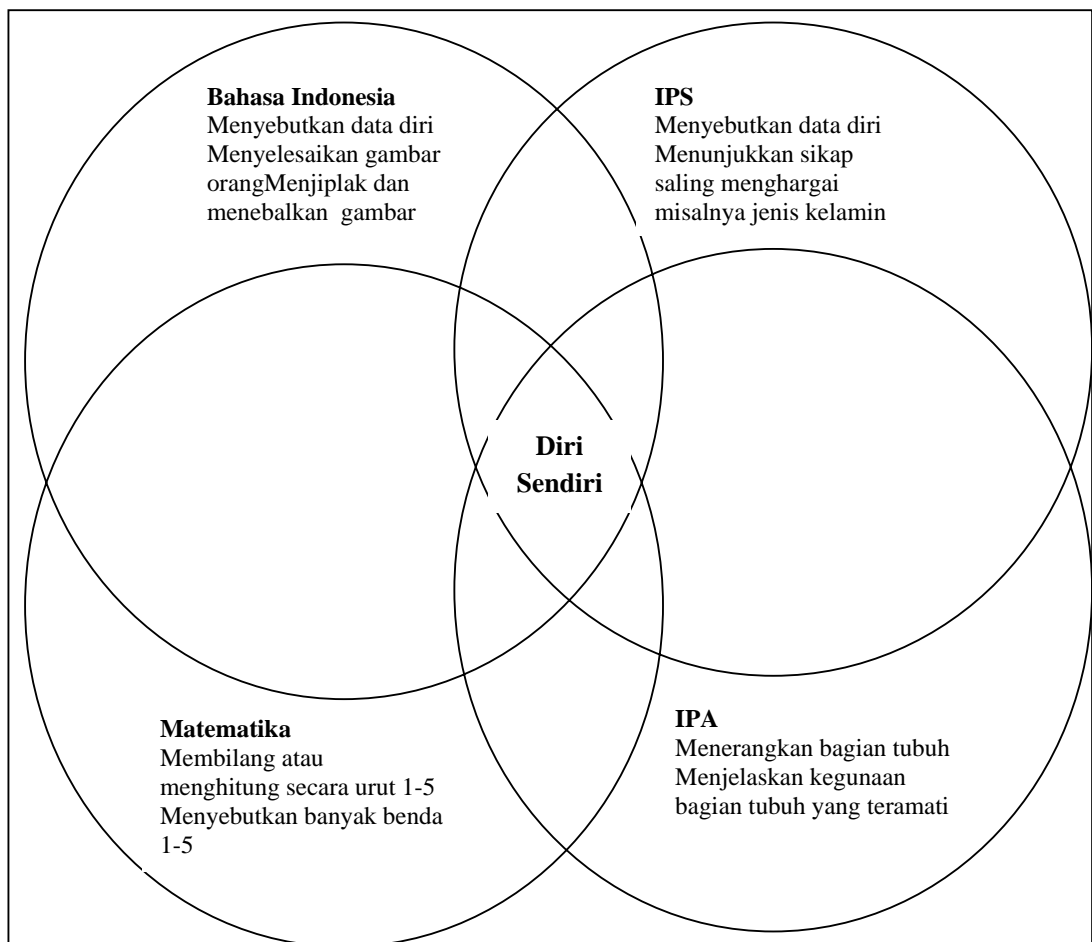 Bahasa Indonesia
Menyebutkan data diri
Menyelesaikan gambar
orangMenjiplak dan
menebalkan  gambar
IPS
Menyebutkan data diri
Menunjukkan sikap
saling menghargai
misalnya jenis kelamin
Diri
Sendiri
Matematika
Membilang atau
menghitung secara urut 1-5
Menyebutkan banyak benda
1-5
IPA
Menerangkan bagian tubuh
Menjelaskan kegunaan
bagian tubuh yang teramati